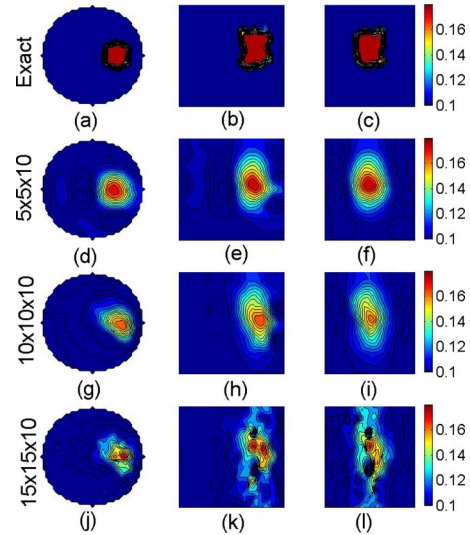 Exact
0.16
0.14
0.12
0.1
(a)
(b)
(c)
5x5x10
0.16
0.14
0.12
0.1
(d)
(e)
(f)
10x10x10
0.16
0.14
0.12
0.1
(g)
(h)
(i)
15x15x10
0.16
0.14
0.12
0.1
(j)
(k)
(l)